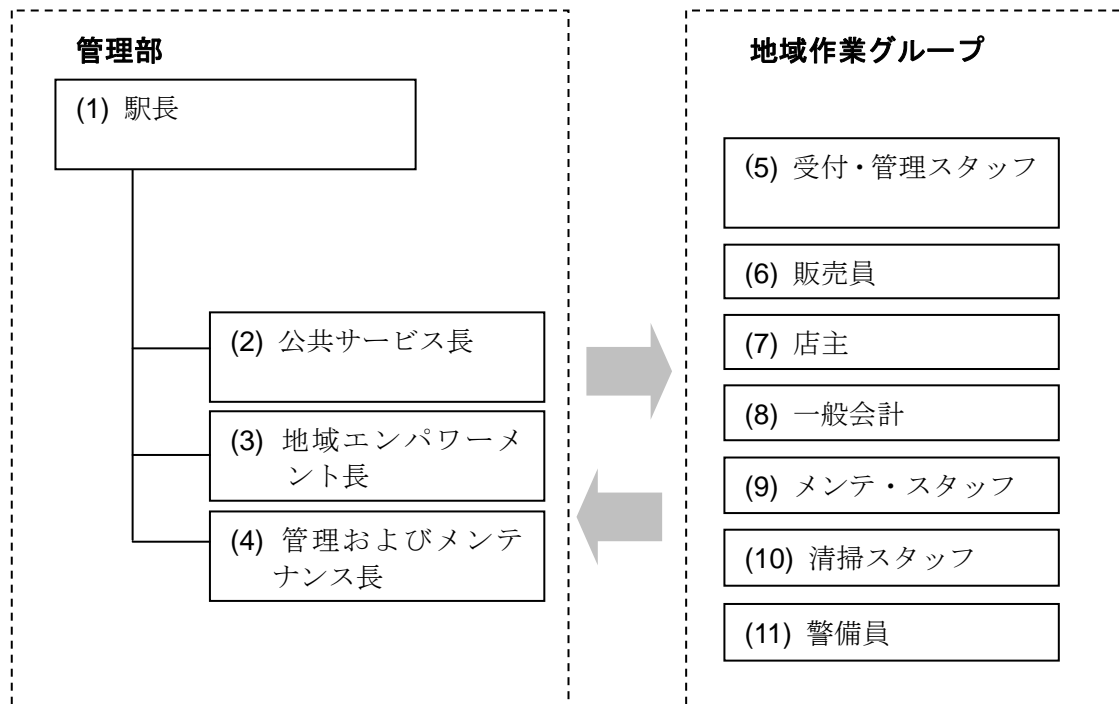 管理部
(1) 駅長
(2) 公共サービス長
(3) 地域エンパワーメ
ント長
(4) 管理およびメンテ
ナンス長
地域作業グループ
(5) 受付・管理スタッフ
(6) 販売員
(7) 店主
(8) 一般会計
(9) メンテ・スタッフ
(10) 清掃スタッフ
(11) 警備員